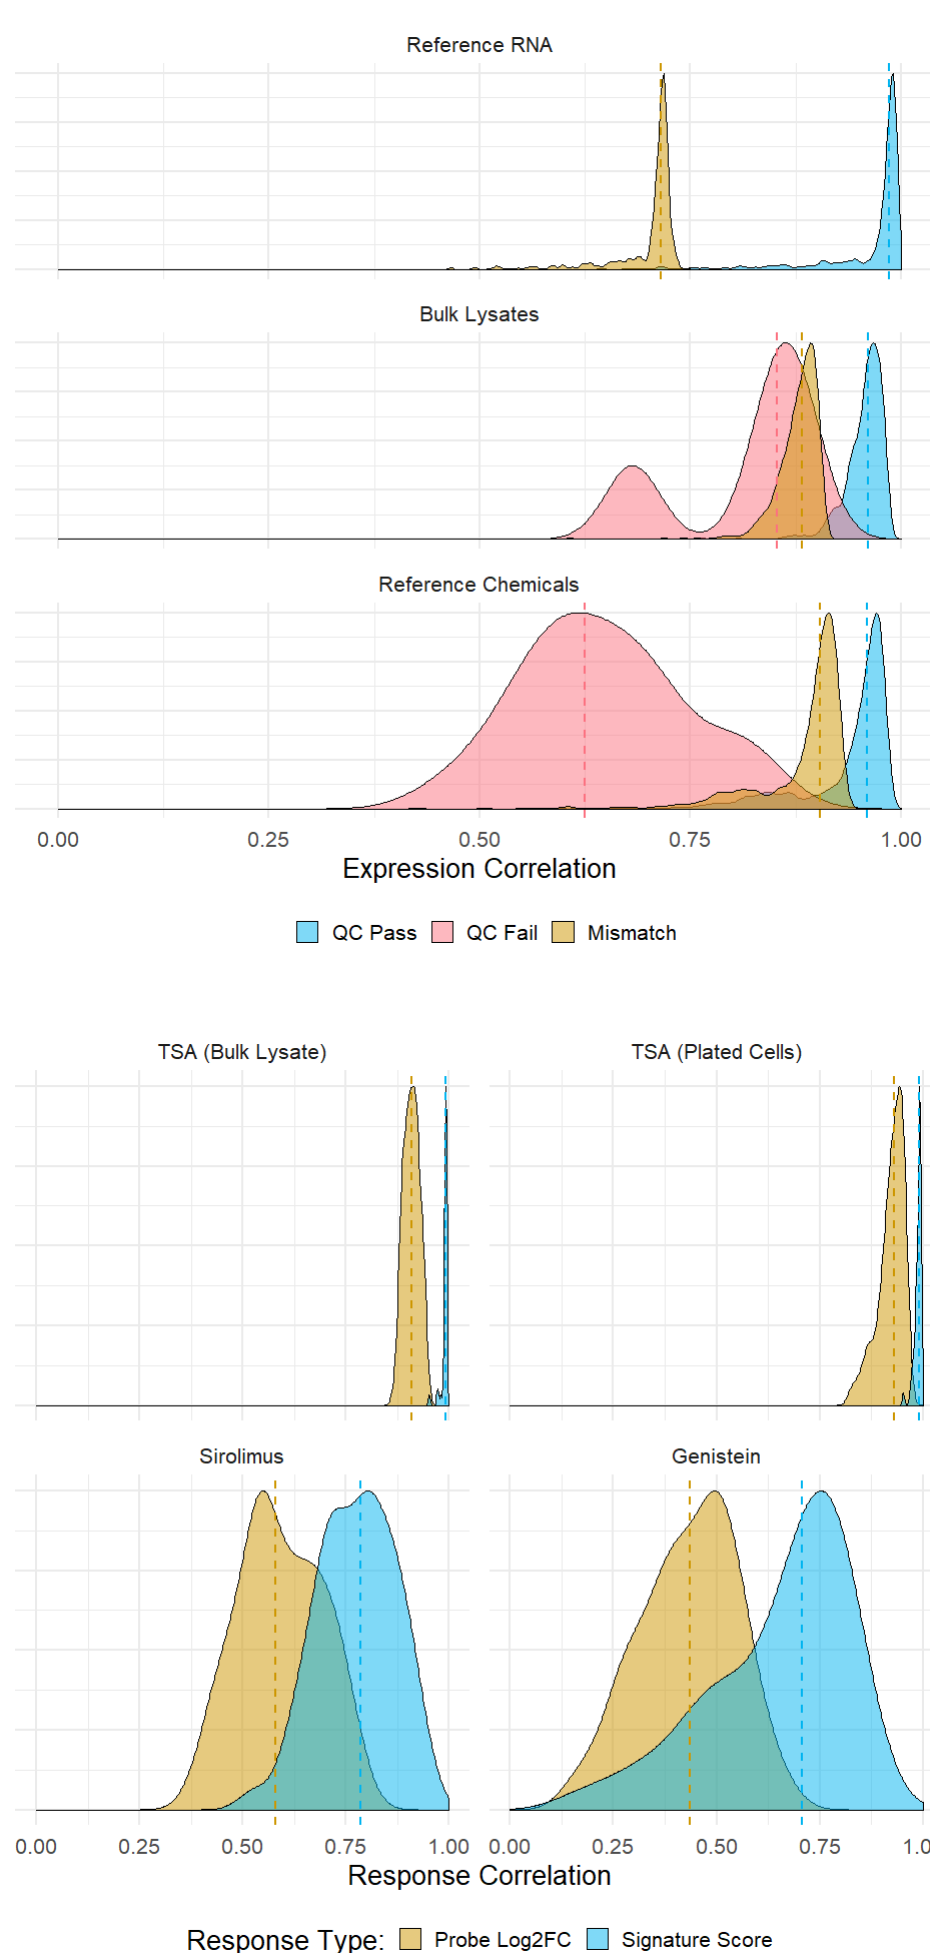 Reference RNA
Bulk Lysates
Reference Chemicals
0.00 0.25 0.50 0.75 1.00
Expression Correlation
QC Pass QC Fail Mismatch
TSA (Bulk Lysate) TSA (Plated Cells)
Sirolimus Genistein
0.00 0.25 0.50 0.75 1.00 0.00 0.25 0.50 0.75 1.0
Response Correlation
Response Type: Probe Log2FC Signature Score